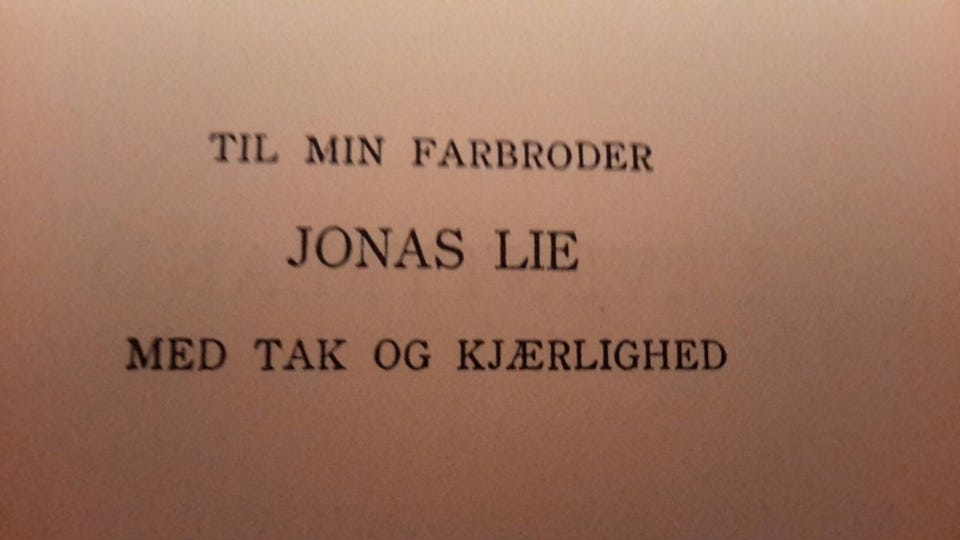 TIL MIN FARBRODER
JONAS LIE
MED TAK OG KJÆRLIGHED